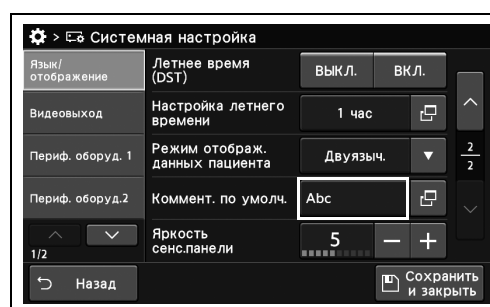 > Системная настройка
Язык/
отображение
Видеовыход
Периф. оборуд. 1
Периф. оборуд.2
1/2
Назад
Летнее время
(DST)
ВЫКЛ. ВКЛ.
Настройка летнего
времени
1 час
Режим отображ.
данных пациента
Двуязыч.
Коммент. по умолч.
Abc
Яркость
сенс.панели
5 − +
2
2
Сохранить
и закрыть